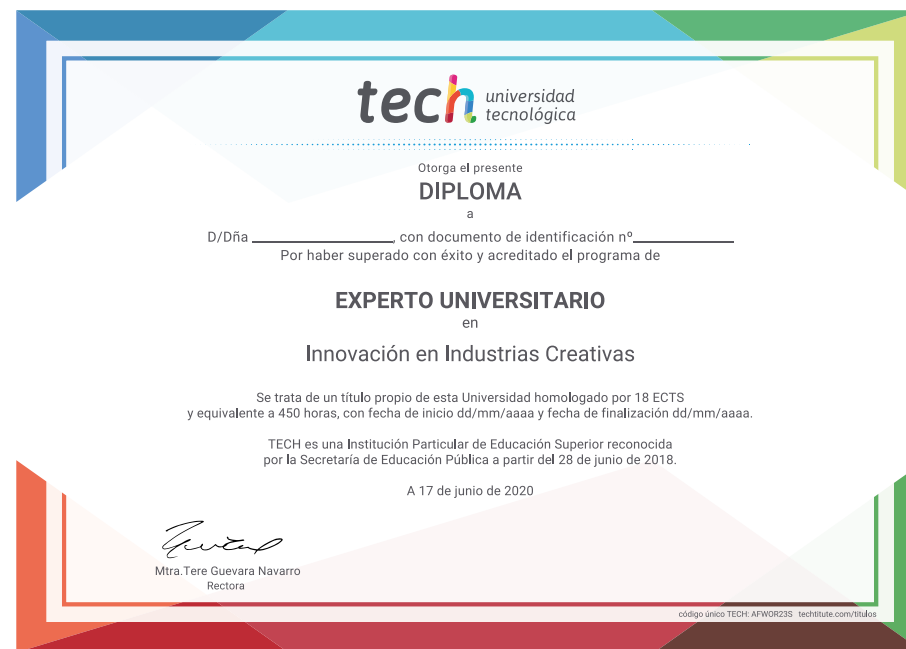 tech universidad
tecnológica
Otorga el presente
DIPLOMA
a
D/Dña ____________________, con documento de identificación nº______________
Por haber superado con éxito y acreditado el programa de
EXPERTO UNIVERSITARIO
en
Innovación en Industrias Creativas
Se trata de un título propio de esta Universidad homologado por 18 ECTS
y equivalente a 450 horas, con fecha de inicio dd/mm/aaaa y fecha de finalización dd/mm/aaaa.
TECH es una Institución Particular de Educación Superior reconocida
por la Secretaría de Educación Pública a partir del 28 de junio de 2018.
A 17 de junio de 2020
Mtra.Tere Guevara Navarro
Rectora
código único TECH: AFWOR23S techtitute.com/titulos